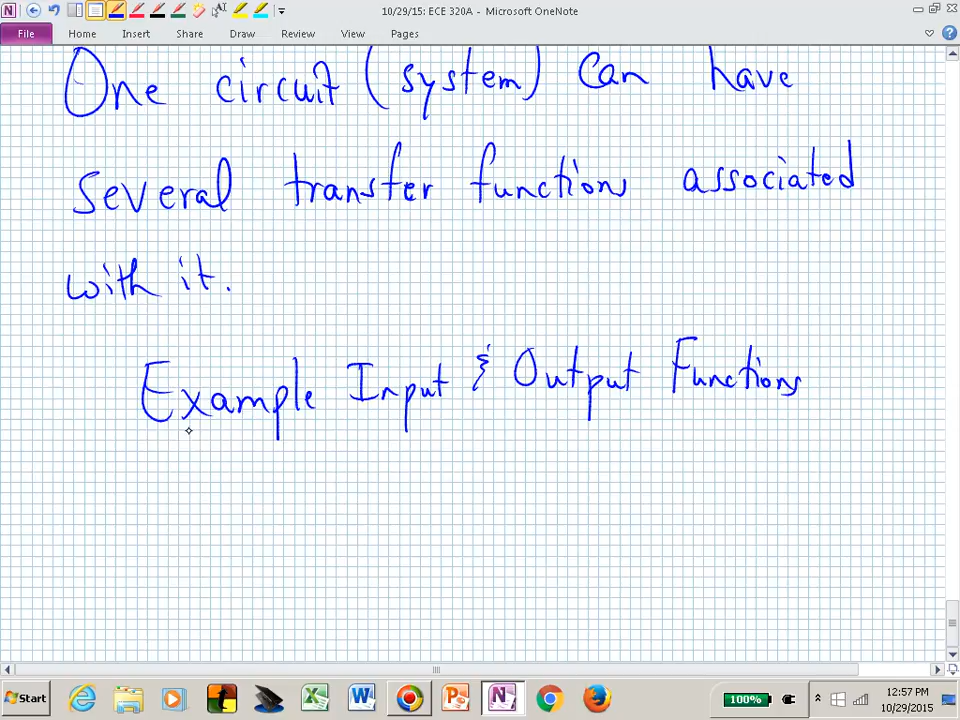 10/29/15: ECE 320A - Microsoft OneNote
File Home Insert Share Draw Review View Pages
One circuit (system) can have
several transfer functions associated
with it.
Example Input & Output Functions
Start 100% 12:57 PM
10/29/2015